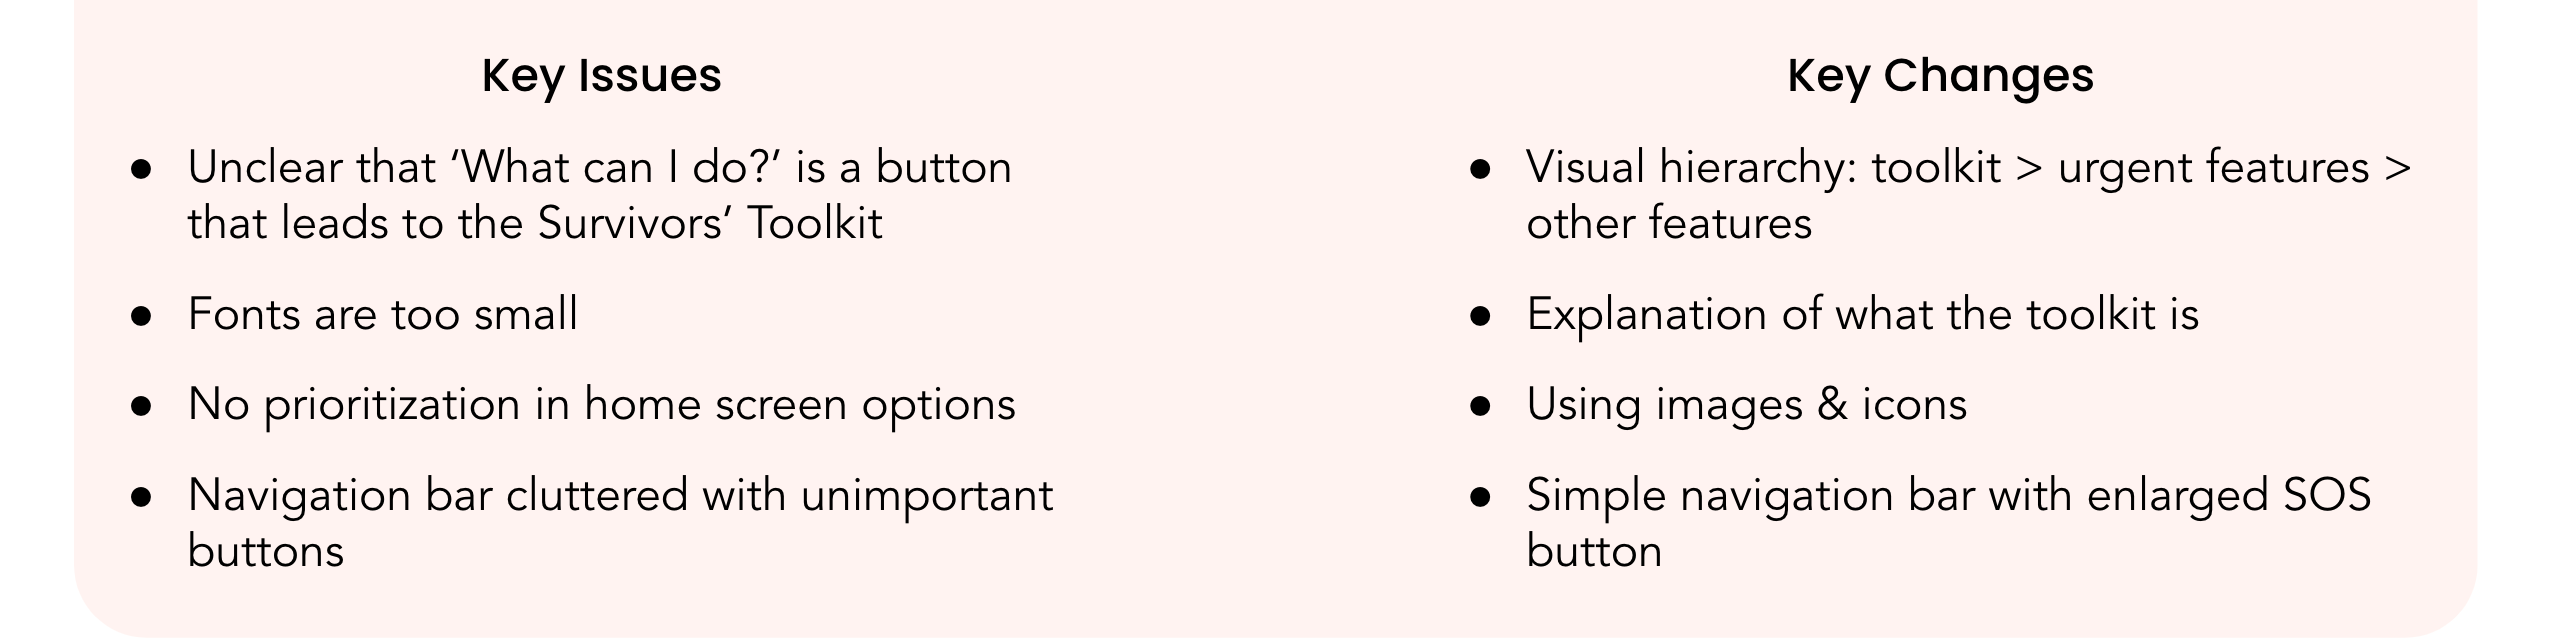 Key Issues
● Unclear that ‘What can I do?’ is a button
that leads to the Survivors’ Toolkit
● Fonts are too small
● No prioritization in home screen options
● Navigation bar cluttered with unimportant
buttons
Key Changes
● Visual hierarchy: toolkit > urgent features >
other features
● Explanation of what the toolkit is
● Using images & icons
● Simple navigation bar with enlarged SOS
button